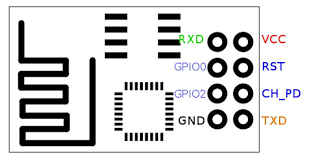 RXD VCC
GPIO0 RST
GPIO2 CH_PD
GND TXD